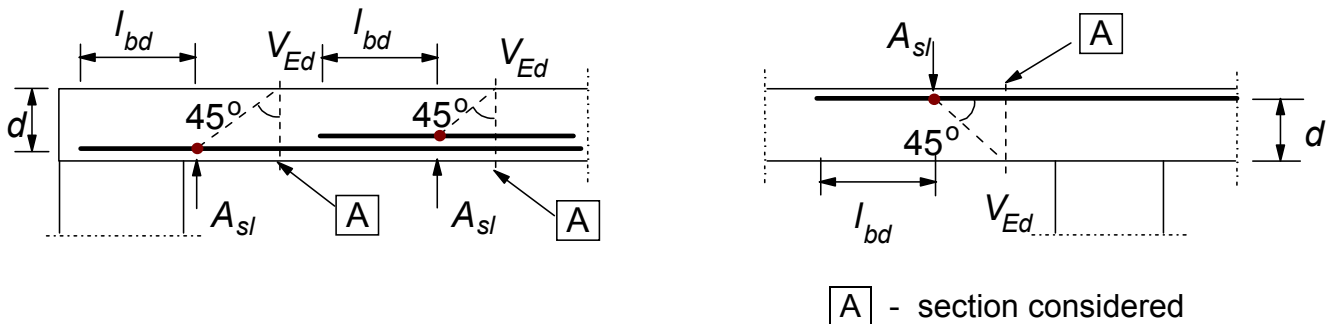 l_bd
V_Ed
l_bd
V_Ed
d
45°
45°
A
A_sl
A
A_sl
A_sl
A
45°
d
l_bd
V_Ed
A - section considered